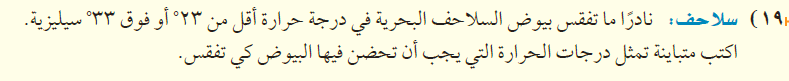 ١٩) سلاحف: نادرًا ما تفقس بيوض السلاحف البحرية في درجة حرارة أقل من ٢٣° أو فوق ٣٣° سيليزية.
اكتب متباينة تمثل درجات الحرارة التي يجب أن تحضن فيها البيوض كي تفقس.